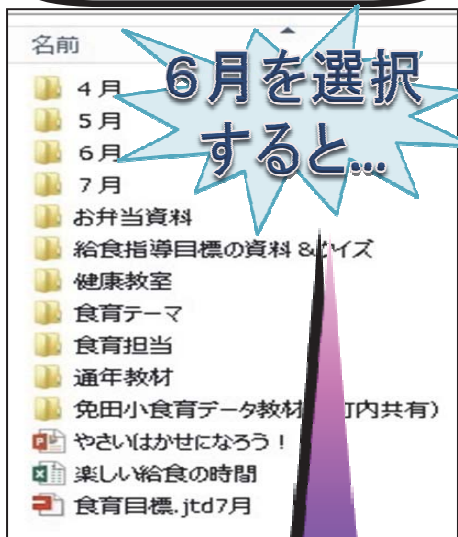 名前
6月を選択
すると…
4月
5月
6月
7月
お弁当資料
給食指導目標の資料&クイズ
健康教室
食育テーマ
食育担当
通年教材
免田小食育データ教材 町内共有)
やさいはかせになろう!
楽しい給食の時間
食育目標.jtd7月